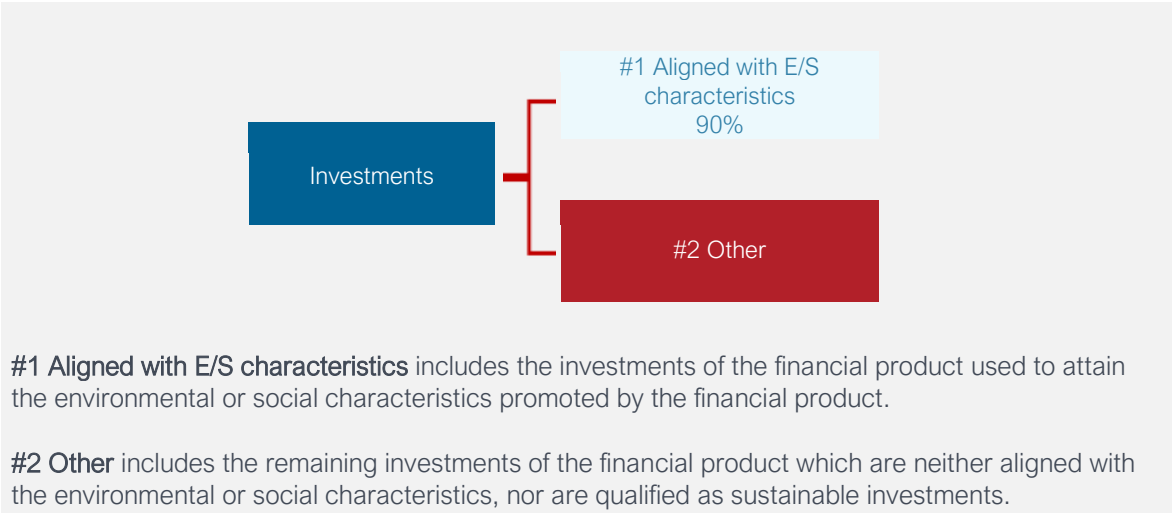 #1 Aligned with E/S
characteristics
90%
Investments
#2 Other
#1 Aligned with E/S characteristics includes the investments of the financial product used to attain
the environmental or social characteristics promoted by the financial product.
#2 Other includes the remaining investments of the financial product which are neither aligned with
the environmental or social characteristics, nor are qualified as sustainable investments.